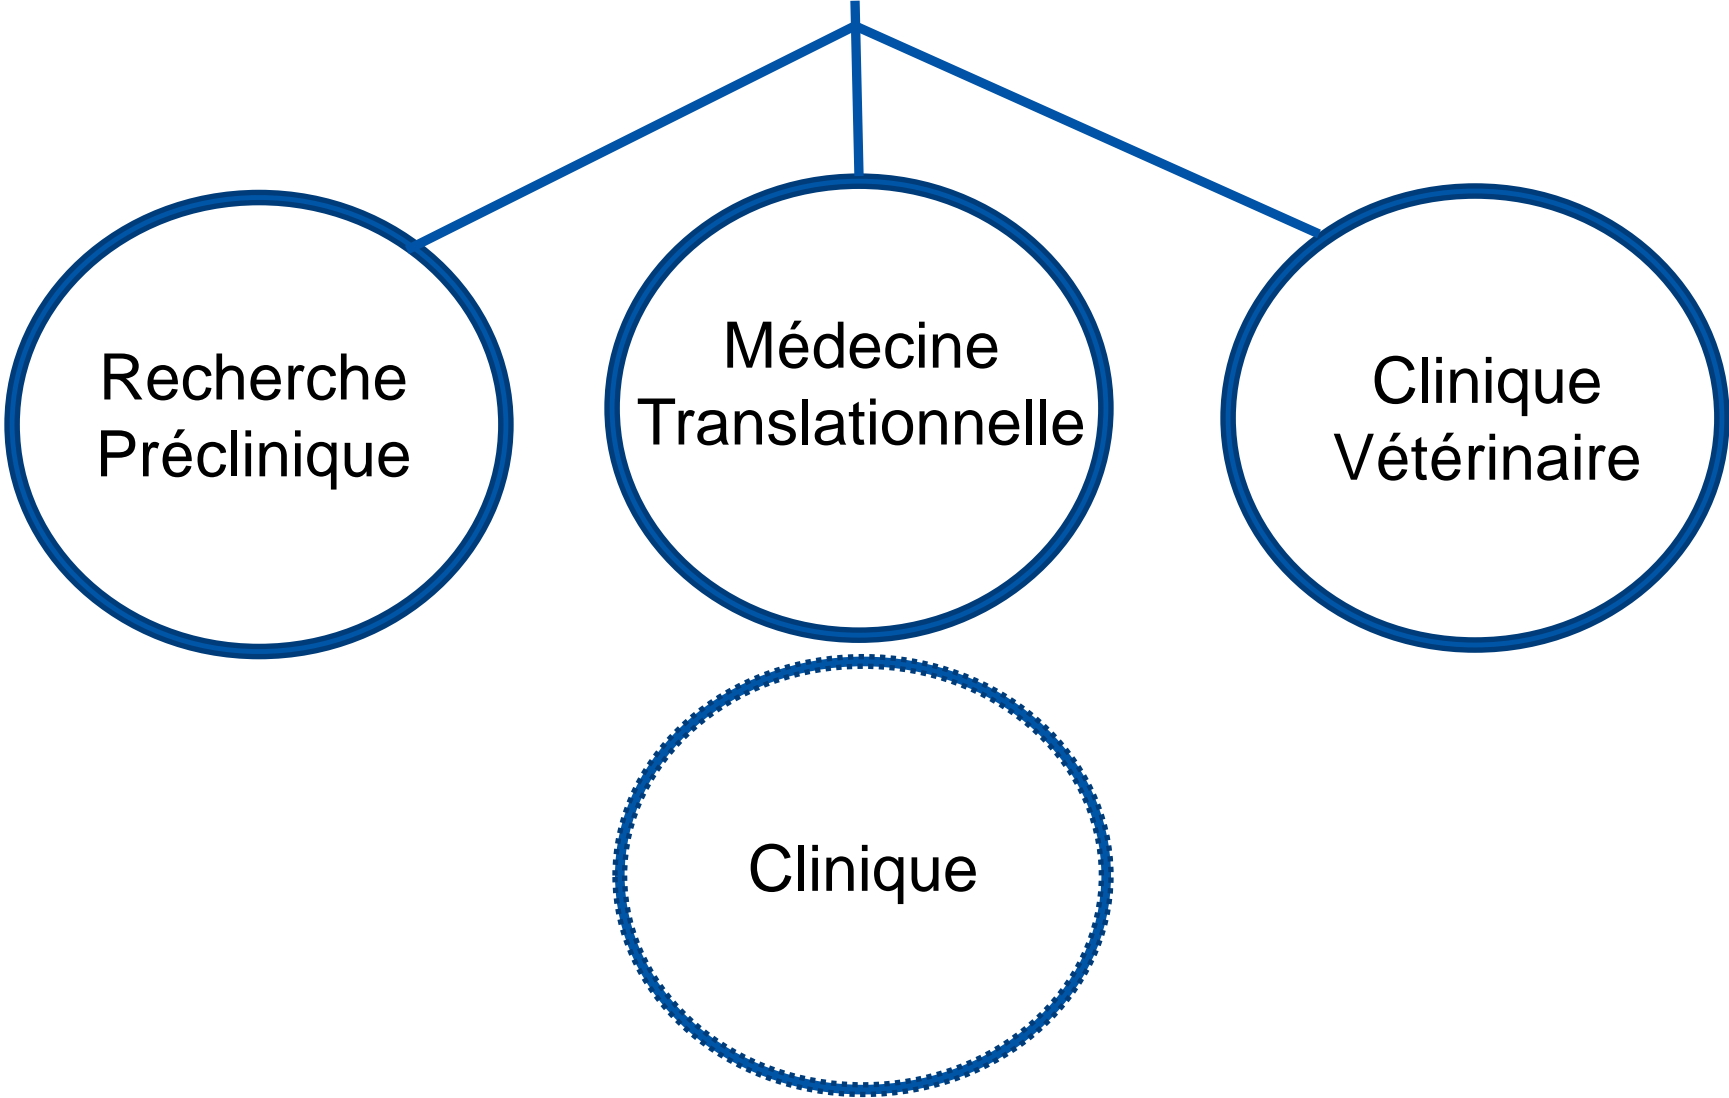 Recherche
Préclinique
Médecine
Translationnelle
Clinique
Vétérinaire
Clinique